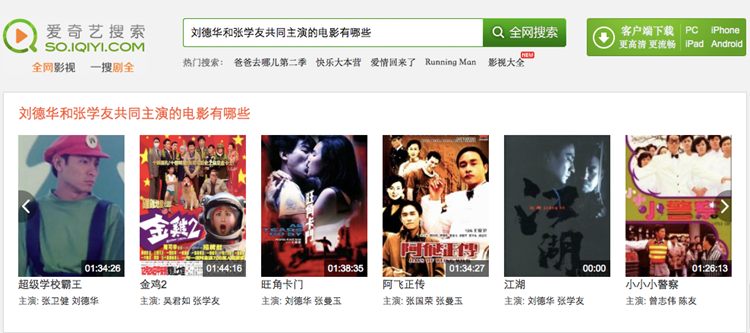 爱奇艺搜索
SO.IQIYI.COM
全网影视 一搜剧全
刘德华和张学友共同主演的电影有哪些
全网搜索
热门搜索： 爸爸去哪儿第二季 快乐大本营 爱情回来了 Running Man 影视大全 NEW
客户端下载
更高清 更流畅
PC iPhone
iPad Android
刘德华和张学友共同主演的电影有哪些
金鸡2
旺角卡门
阿飞正传
江湖
小小小警察
01:34:26 01:44:16 01:38:35 01:34:27 00:00 01:26:13
超级学校霸王 金鸡2 旺角卡门 阿飞正传 江湖 小小小警察
主演: 张卫健 刘德华 主演: 吴君如 张学友 主演: 刘德华 张曼玉 主演: 张国荣 张曼玉 主演: 刘德华 张学友 主演: 曾志伟 陈友